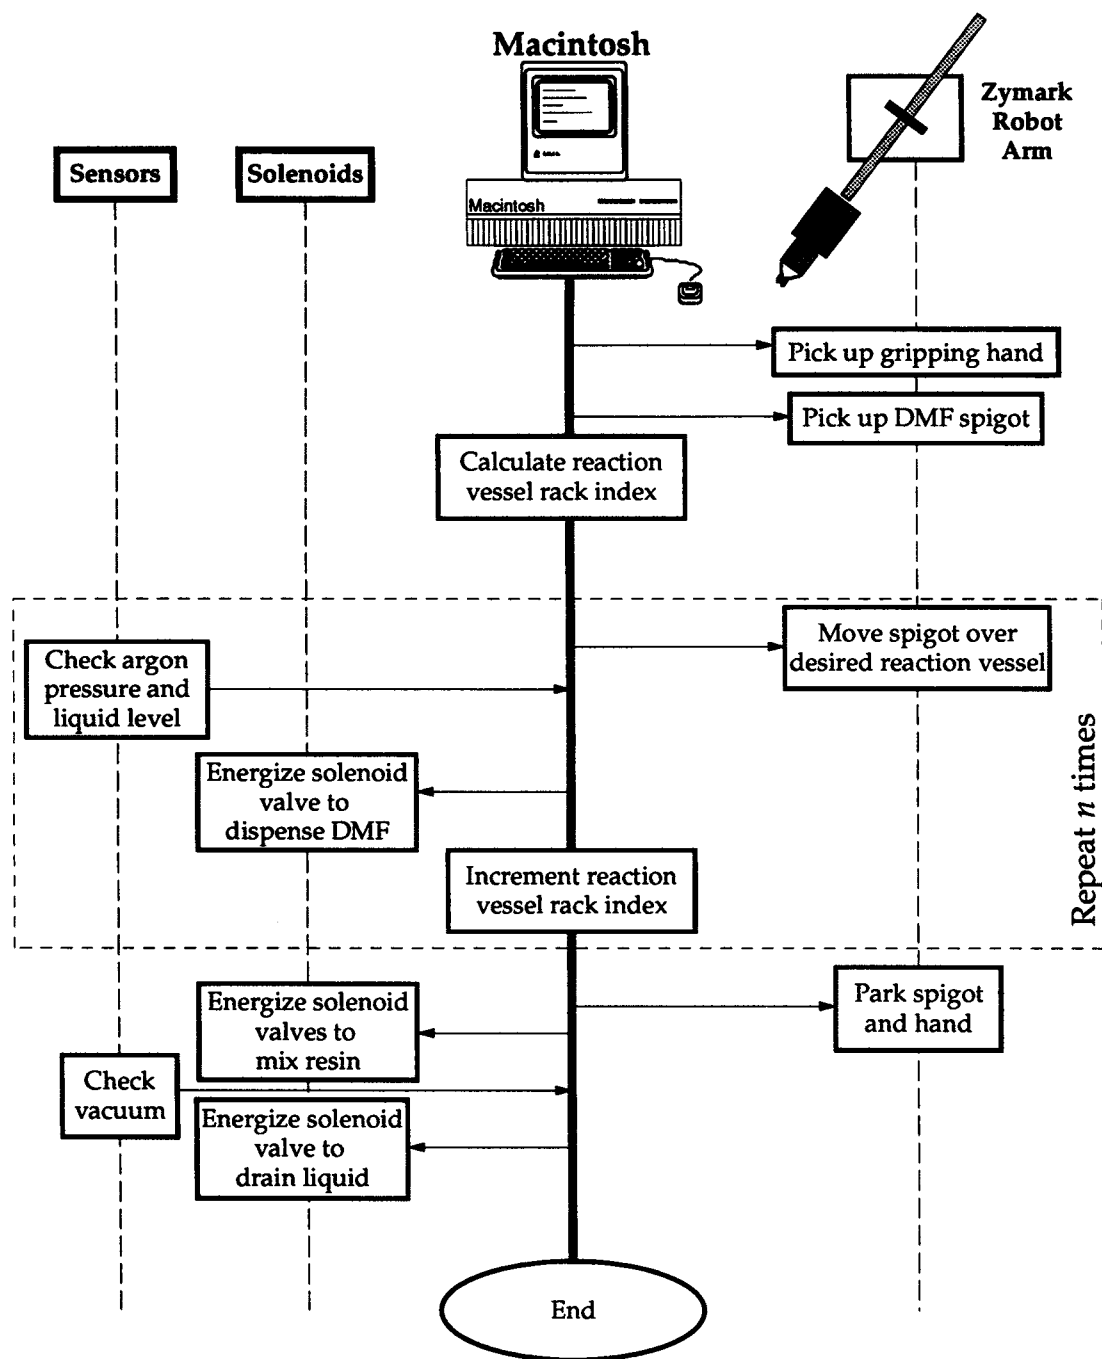 Macintosh
Zymark
Robot
Arm
Sensors
Solenoids
Macintosh
Pick up gripping hand
Pick up DMF spigot
Calculate reaction
vessel rack index
Move spigot over
desired reaction vessel
Check argon
pressure and
liquid level
Energize solenoid
valve to
dispense DMF
Increment reaction
vessel rack index
Repeat n times
Park spigot
and hand
Energize solenoid
valves to
mix resin
Check
vacuum
Energize solenoid
valve to
drain liquid
End